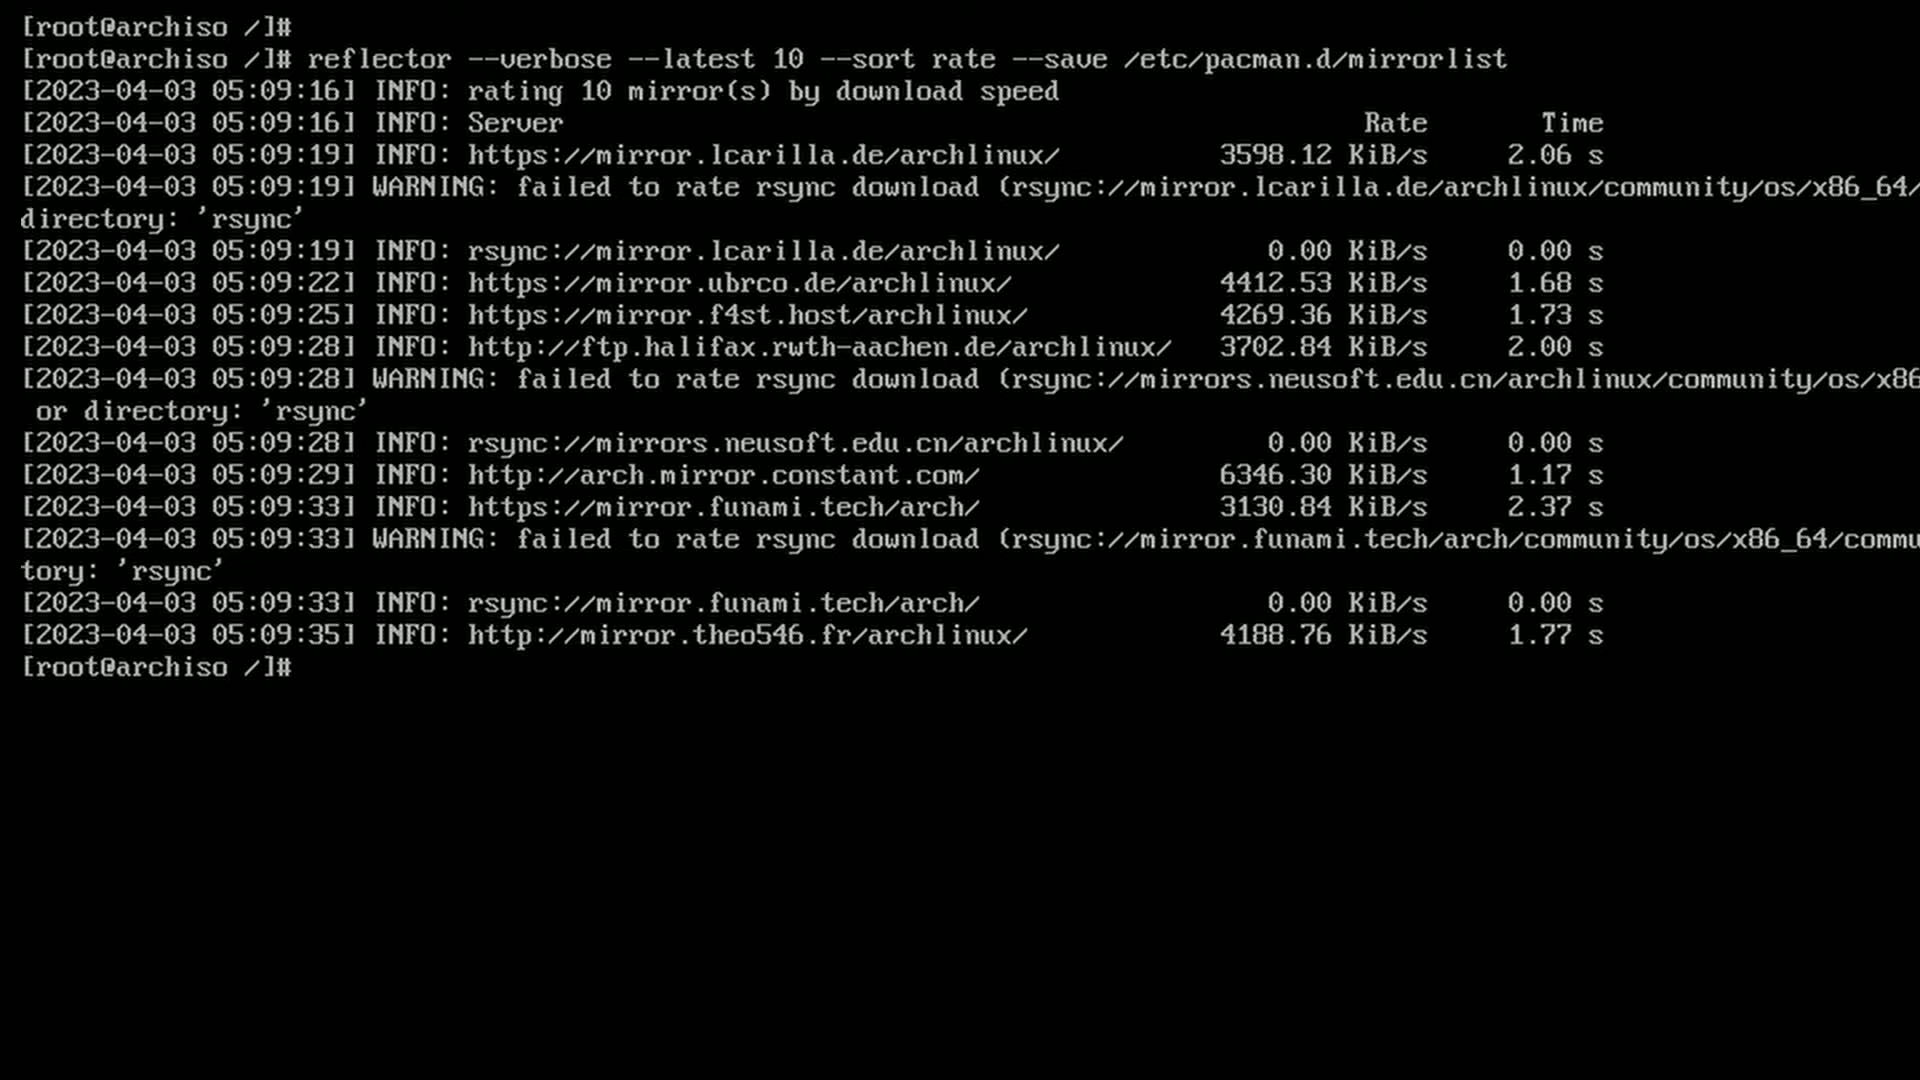 [root@archiso /]#
[root@archiso /]# reflector --verbose --latest 10 --sort rate --save /etc/pacman.d/mirrorlist
[2023-04-03 05:09:16] INFO: rating 10 mirror(s) by download speed
[2023-04-03 05:09:16] INFO: Server Rate Time
[2023-04-03 05:09:19] INFO: https://mirror.lcarilla.de/archlinux/ 3598.12 KiB/s 2.06 s
[2023-04-03 05:09:19] WARNING: failed to rate rsync download (rsync://mirror.lcarilla.de/archlinux/community/os/x86_64/
directory: 'rsync'
[2023-04-03 05:09:19] INFO: rsync://mirror.lcarilla.de/archlinux/ 0.00 KiB/s 0.00 s
[2023-04-03 05:09:22] INFO: https://mirror.ubrco.de/archlinux/ 4412.53 KiB/s 1.68 s
[2023-04-03 05:09:25] INFO: https://mirror.f4st.host/archlinux/ 4269.36 KiB/s 1.73 s
[2023-04-03 05:09:28] INFO: http://ftp.halifax.rwth-aachen.de/archlinux/ 3702.84 KiB/s 2.00 s
[2023-04-03 05:09:28] WARNING: failed to rate rsync download (rsync://mirrors.neusoft.edu.cn/archlinux/community/os/x86
or directory: 'rsync'
[2023-04-03 05:09:28] INFO: rsync://mirrors.neusoft.edu.cn/archlinux/ 0.00 KiB/s 0.00 s
[2023-04-03 05:09:29] INFO: http://arch.mirror.constant.com/ 6346.30 KiB/s 1.17 s
[2023-04-03 05:09:33] INFO: https://mirror.funami.tech/arch/ 3130.84 KiB/s 2.37 s
[2023-04-03 05:09:33] WARNING: failed to rate rsync download (rsync://mirror.funami.tech/arch/community/os/x86_64/commu
tory: 'rsync'
[2023-04-03 05:09:33] INFO: rsync://mirror.funami.tech/arch/ 0.00 KiB/s 0.00 s
[2023-04-03 05:09:35] INFO: http://mirror.theo546.fr/archlinux/ 4188.76 KiB/s 1.77 s
[root@archiso /]#